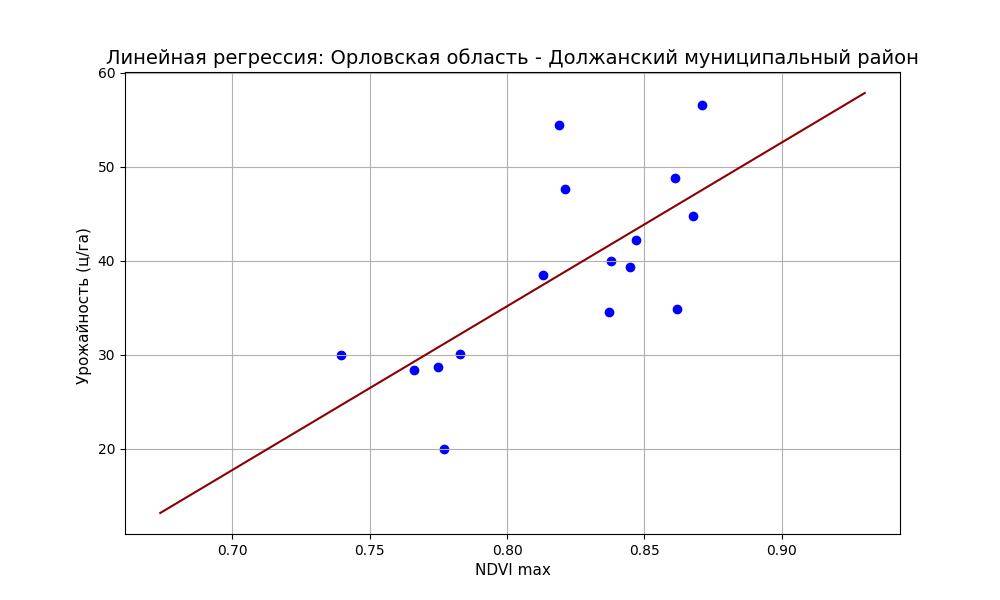 Линейная регрессия: Орловская область - Должанский муниципальный район
60
50
40
30
20
Урожайность (ц/га)
0.70 0.75 0.80 0.85 0.90
NDVI max